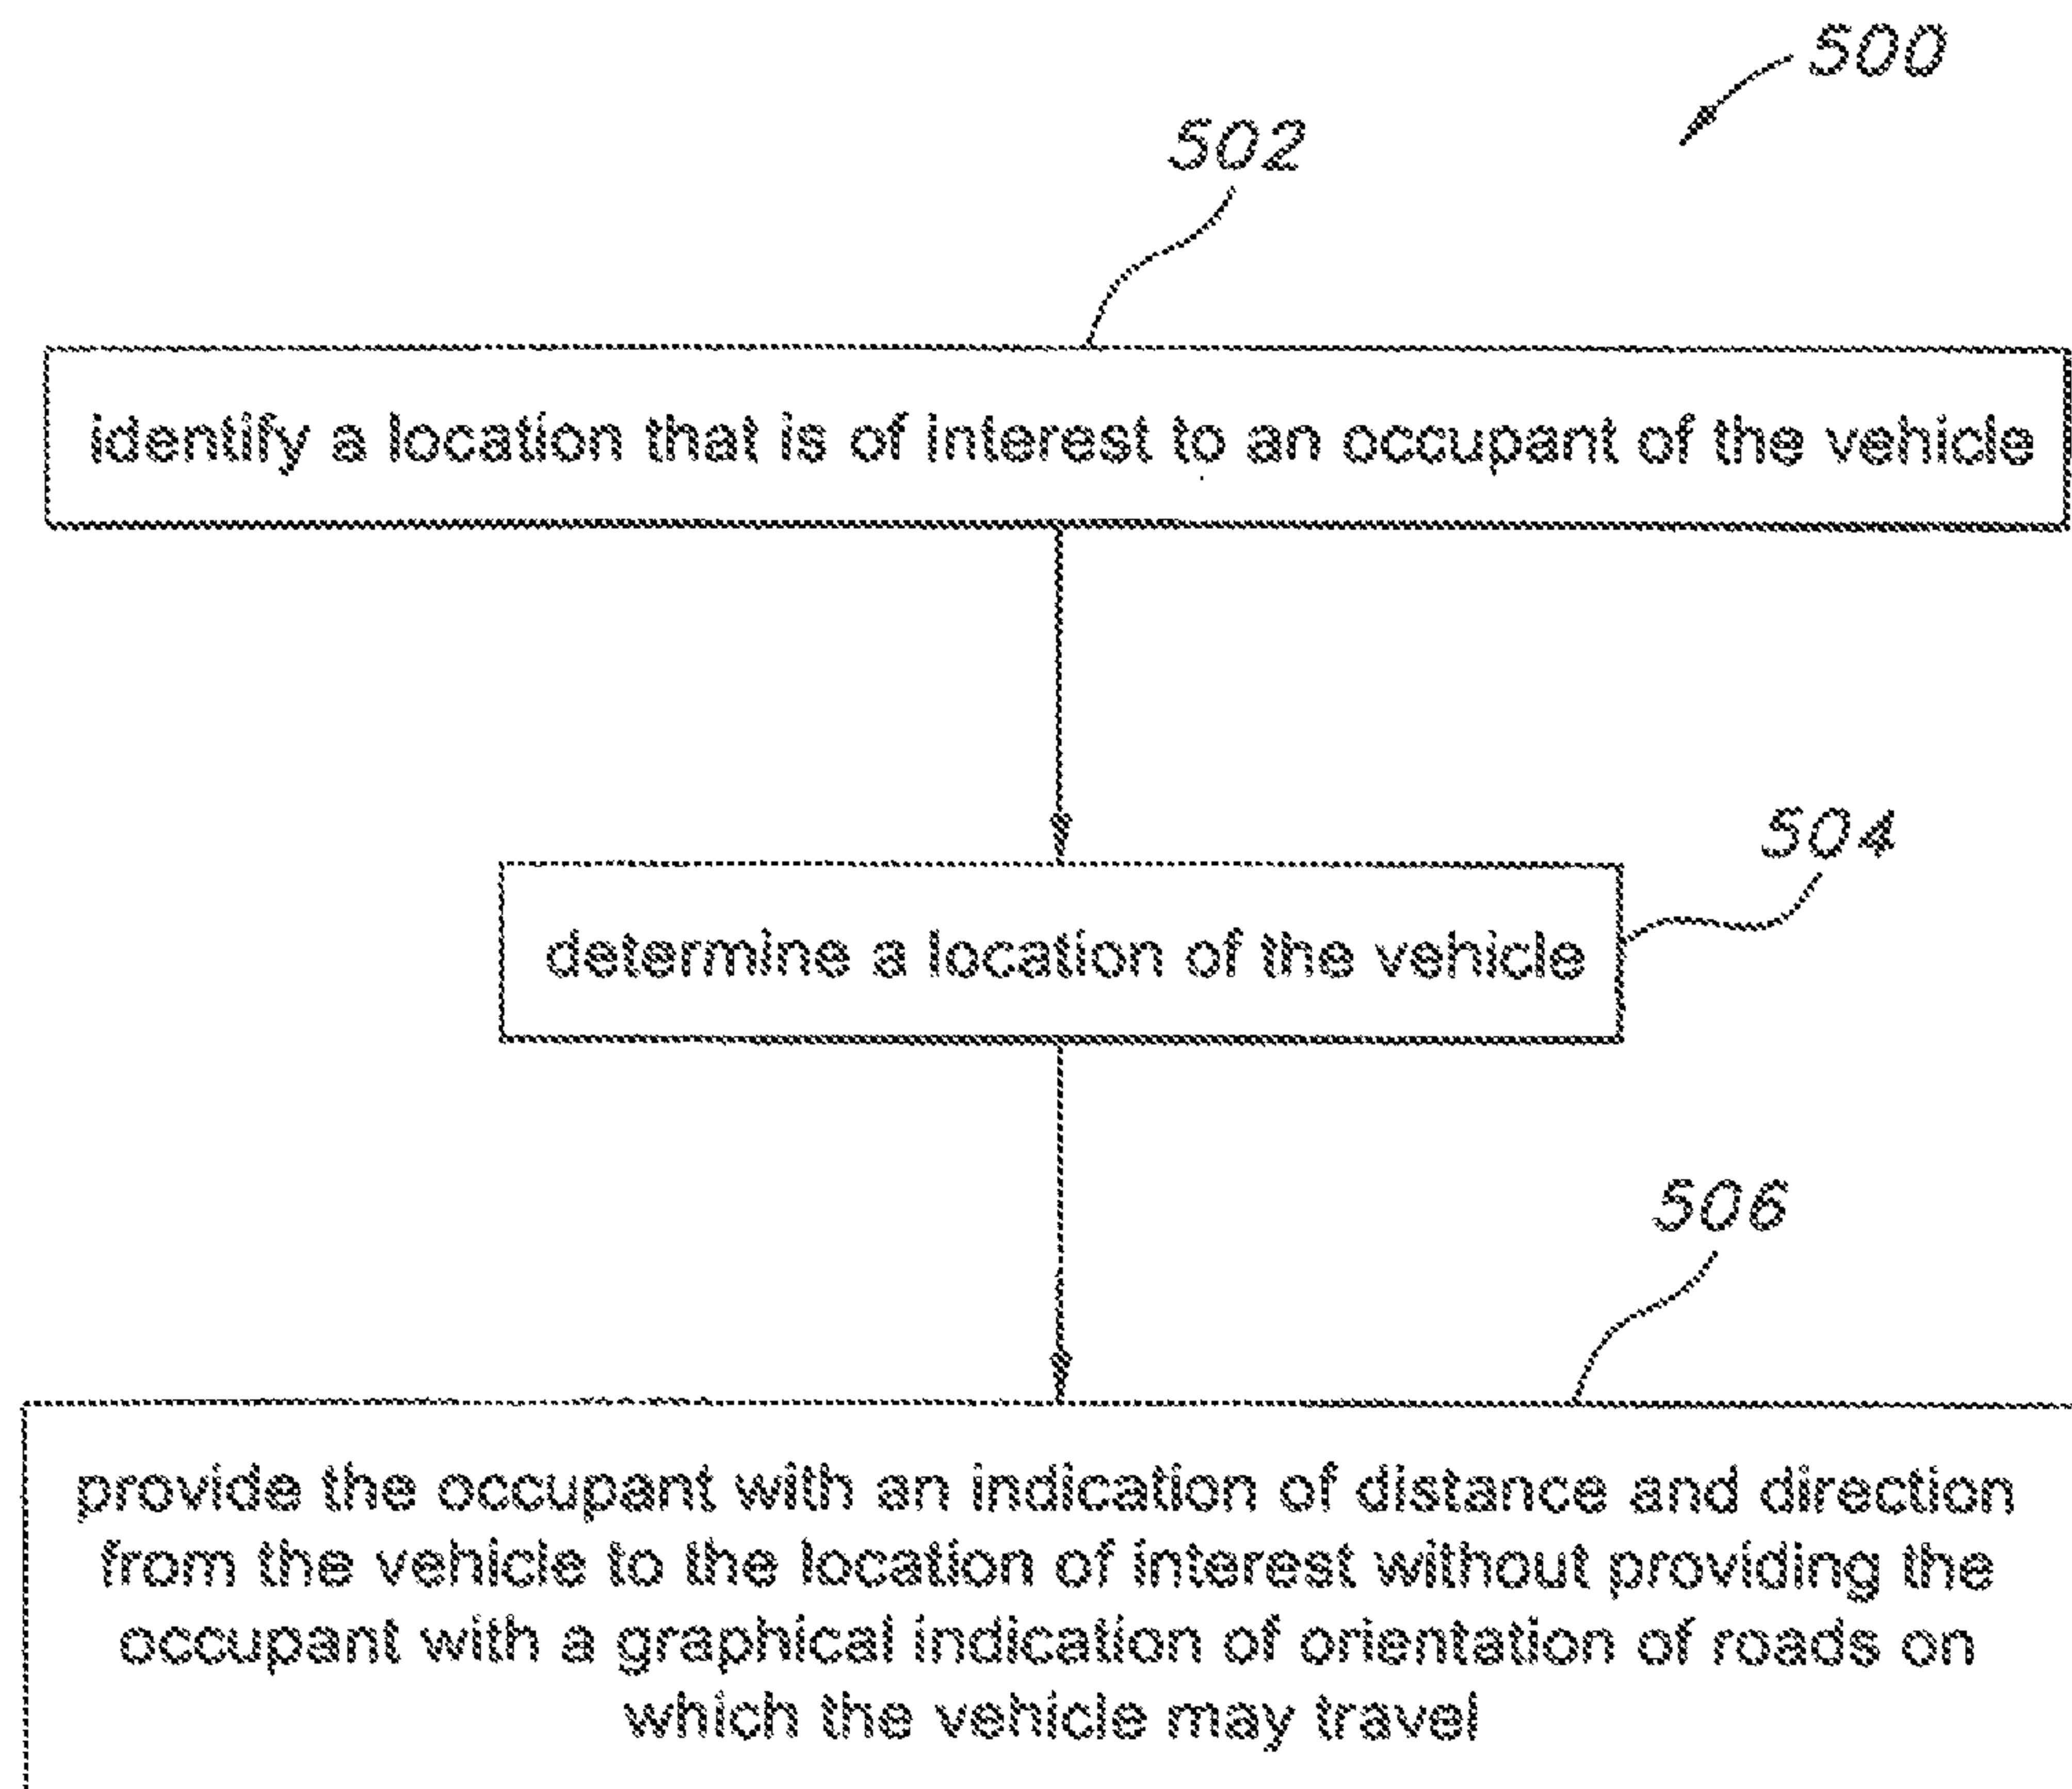 500
502
identify a location that is of interest to an occupant of the vehicle
504
determine a location of the vehicle
506
provide the occupant with an indication of distance and direction
from the vehicle to the location of interest without providing the
occupant with a graphical indication of orientation of roads on
which the vehicle may travel